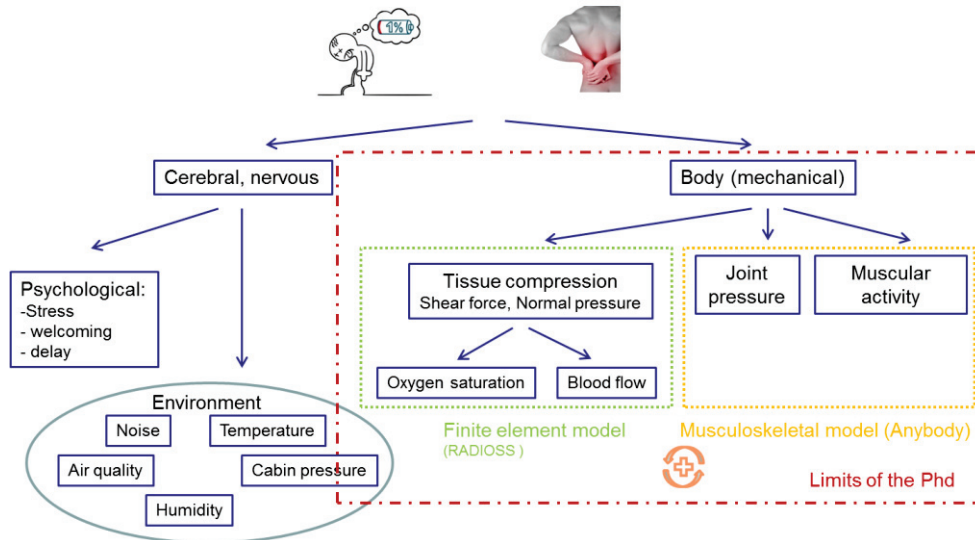 1%
Cerebral, nervous
Body (mechanical)
Psychological:
-Stress
- welcoming
- delay
Tissue compression
Shear force, Normal pressure
Joint
pressure
Muscular
activity
Oxygen saturation
Blood flow
Environment
Noise
Temperature
Air quality
Cabin pressure
Humidity
Finite element model
(RADIOSS )
Musculoskeletal model (Anybody)
Limits of the Phd